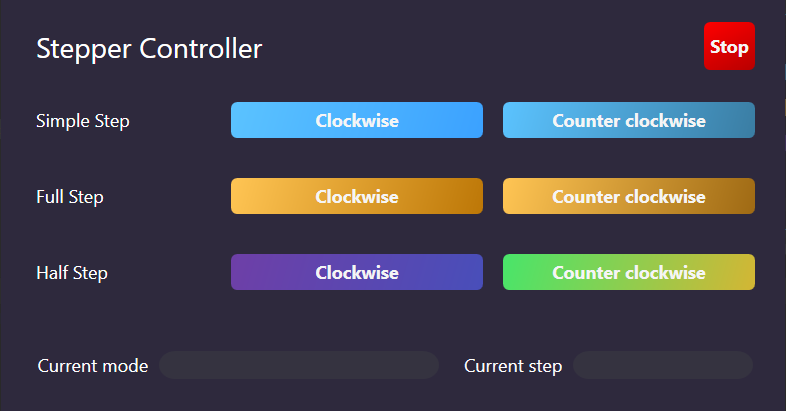 Stepper Controller
Stop
Simple Step
Clockwise
Counter clockwise
Full Step
Clockwise
Counter clockwise
Half Step
Clockwise
Counter clockwise
Current mode
Current step